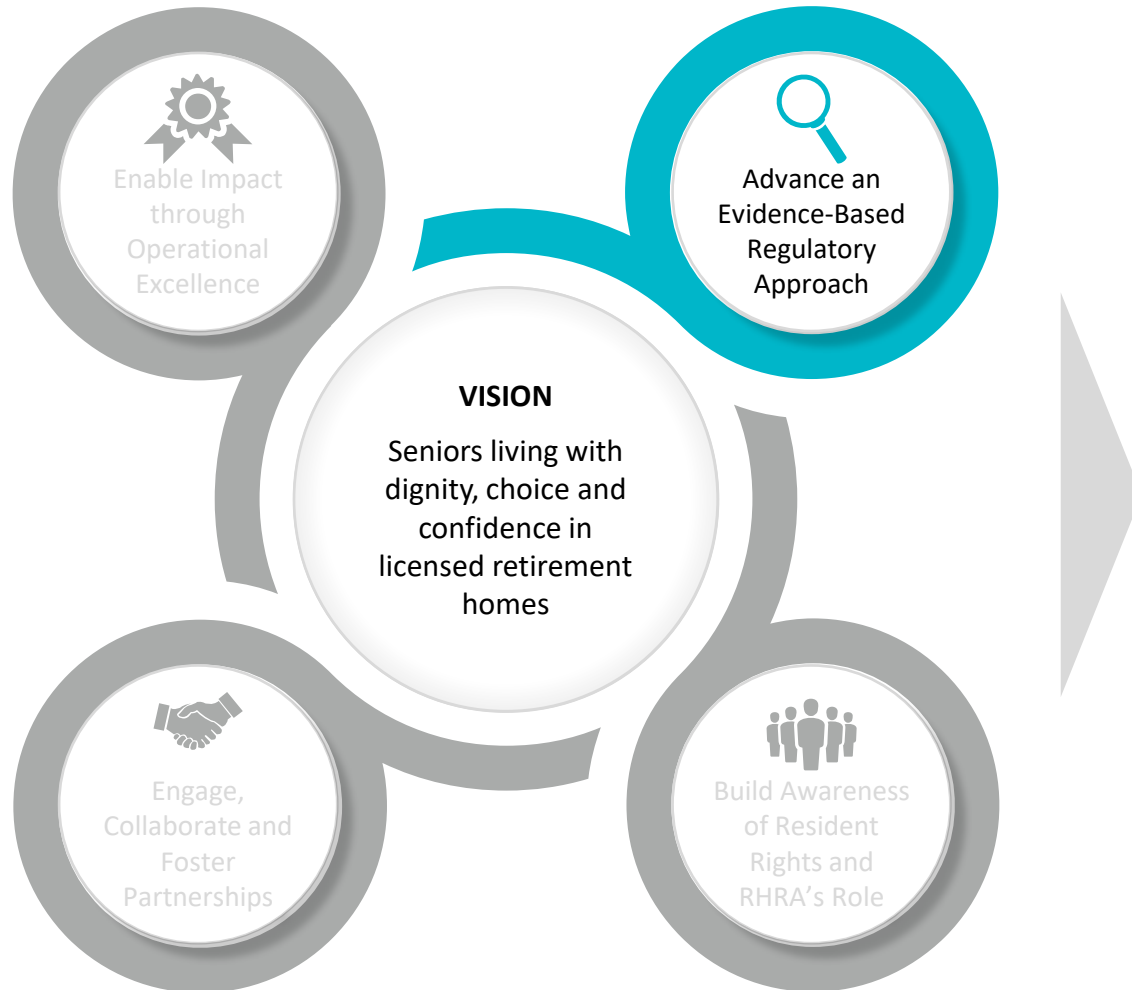 Enable Impact
through
Operational
Excellence
Advance an
Evidence-Based
Regulatory
Approach
VISION
Seniors living with
dignity, choice and
confidence in
licensed retirement
homes
Engage,
Collaborate and
Foster
Partnerships
Build Awareness
of Resident
Rights and
RHRA’s Role